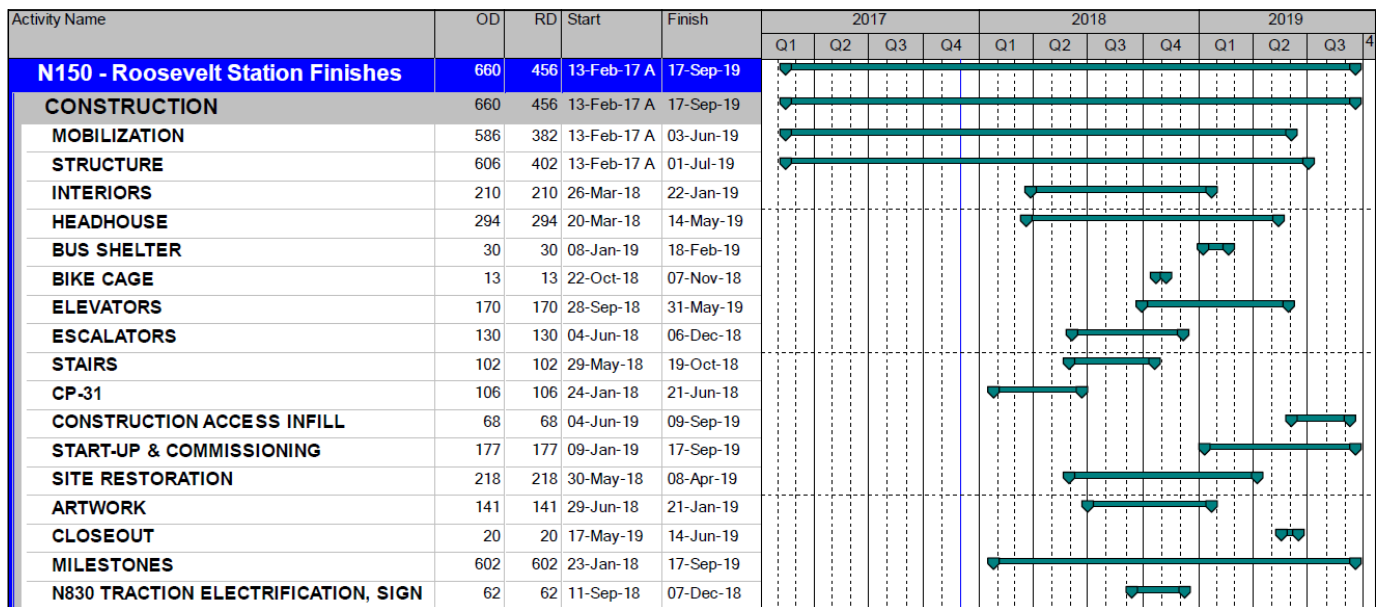 Activity Name OD RD Start Finish 2017 2018 2019
Q1 Q2 Q3 Q4 Q1 Q2 Q3 Q4 Q1 Q2 Q3 4
N150 - Roosevelt Station Finishes 660 456 13-Feb-17 A 17-Sep-19
CONSTRUCTION 660 456 13-Feb-17 A 17-Sep-19
MOBILIZATION 586 382 13-Feb-17 A 03-Jun-19
STRUCTURE 606 402 13-Feb-17 A 01-Jul-19
INTERIORS 210 210 26-Mar-18 22-Jan-19
HEADHOUSE 294 294 20-Mar-18 14-May-19
BUS SHELTER 30 30 08-Jan-19 18-Feb-19
BIKE CAGE 13 13 22-Oct-18 07-Nov-18
ELEVATORS 170 170 28-Sep-18 31-May-19
ESCALATORS 130 130 04-Jun-18 06-Dec-18
STAIRS 102 102 29-May-18 19-Oct-18
CP-31 106 106 24-Jan-18 21-Jun-18
CONSTRUCTION ACCESS INFILL 68 68 04-Jun-19 09-Sep-19
START-UP & COMMISSIONING 177 177 09-Jan-19 17-Sep-19
SITE RESTORATION 218 218 30-May-18 08-Apr-19
ARTWORK 141 141 29-Jun-18 21-Jan-19
CLOSEOUT 20 20 17-May-19 14-Jun-19
MILESTONES 602 602 23-Jan-18 17-Sep-19
N830 TRACTION ELECTRIFICATION, SIGN 62 62 11-Sep-18 07-Dec-18